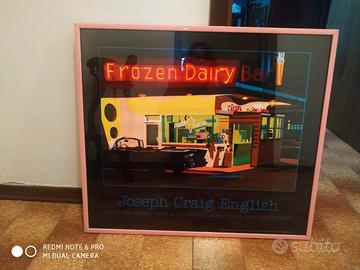 Frozen Dairy Bar
Joseph Craig English
REDMI NOTE 6 PRO
MI DUAL CAMERA
subito